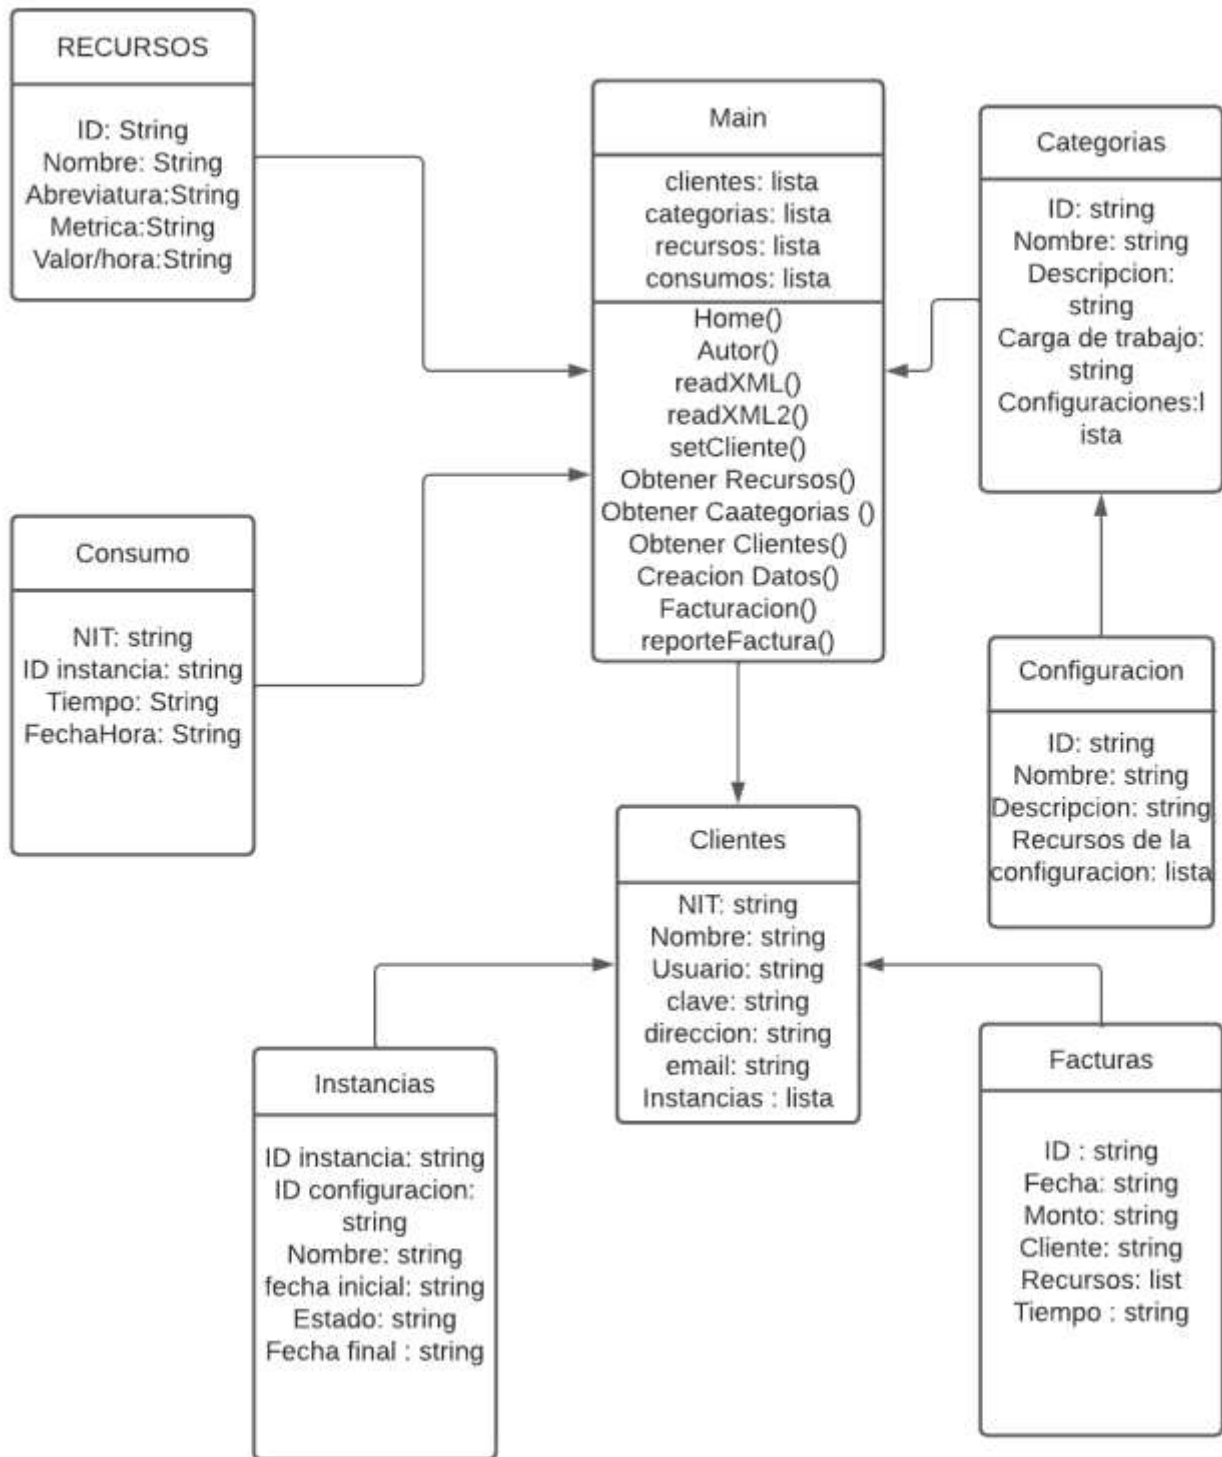 RECURSOS
ID: String
Nombre: String
Abreviatura:String
Metrica:String
Valor/hora:String
Main
clientes: lista
categorias: lista
recursos: lista
consumos: lista
Home()
Autor()
readXML()
readXML2()
setCliente()
Obtener Recursos()
Obtener Caategorias ()
Obtener Clientes()
Creacion Datos()
Facturacion()
reporteFactura()
Categorias
ID: string
Nombre: string
Descripcion:
string
Carga de trabajo:
string
Configuraciones:l
ista
Consumo
NIT: string
ID instancia: string
Tiempo: String
FechaHora: String
Configuracion
ID: string
Nombre: string
Descripcion: string
Recursos de la
configuracion: lista
Clientes
NIT: string
Nombre: string
Usuario: string
clave: string
direccion: string
email: string
Instancias : lista
Instancias
ID instancia: string
ID configuracion:
string
Nombre: string
fecha inicial: string
Estado: string
Fecha final : string
Facturas
ID : string
Fecha: string
Monto: string
Cliente: string
Recursos: list
Tiempo : string